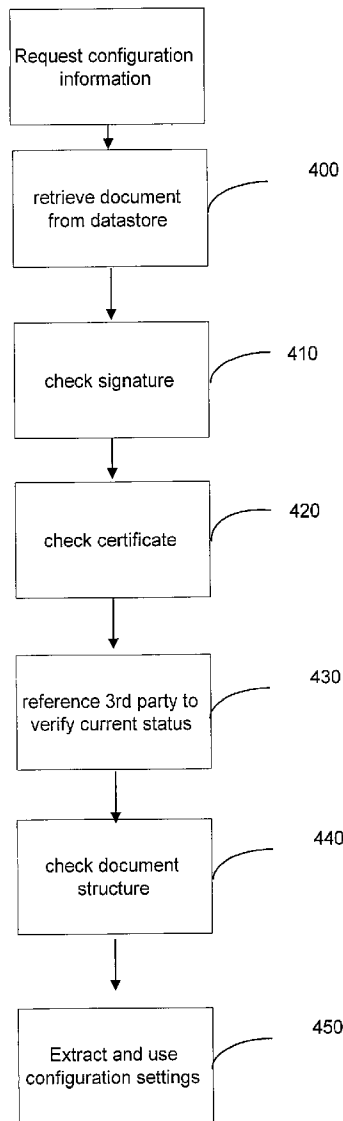 Request configuration
information
retrieve document
from datastore
400
check signature
410
check certificate
420
reference 3rd party to
verify current status
430
check document
structure
440
Extract and use
configuration settings
450